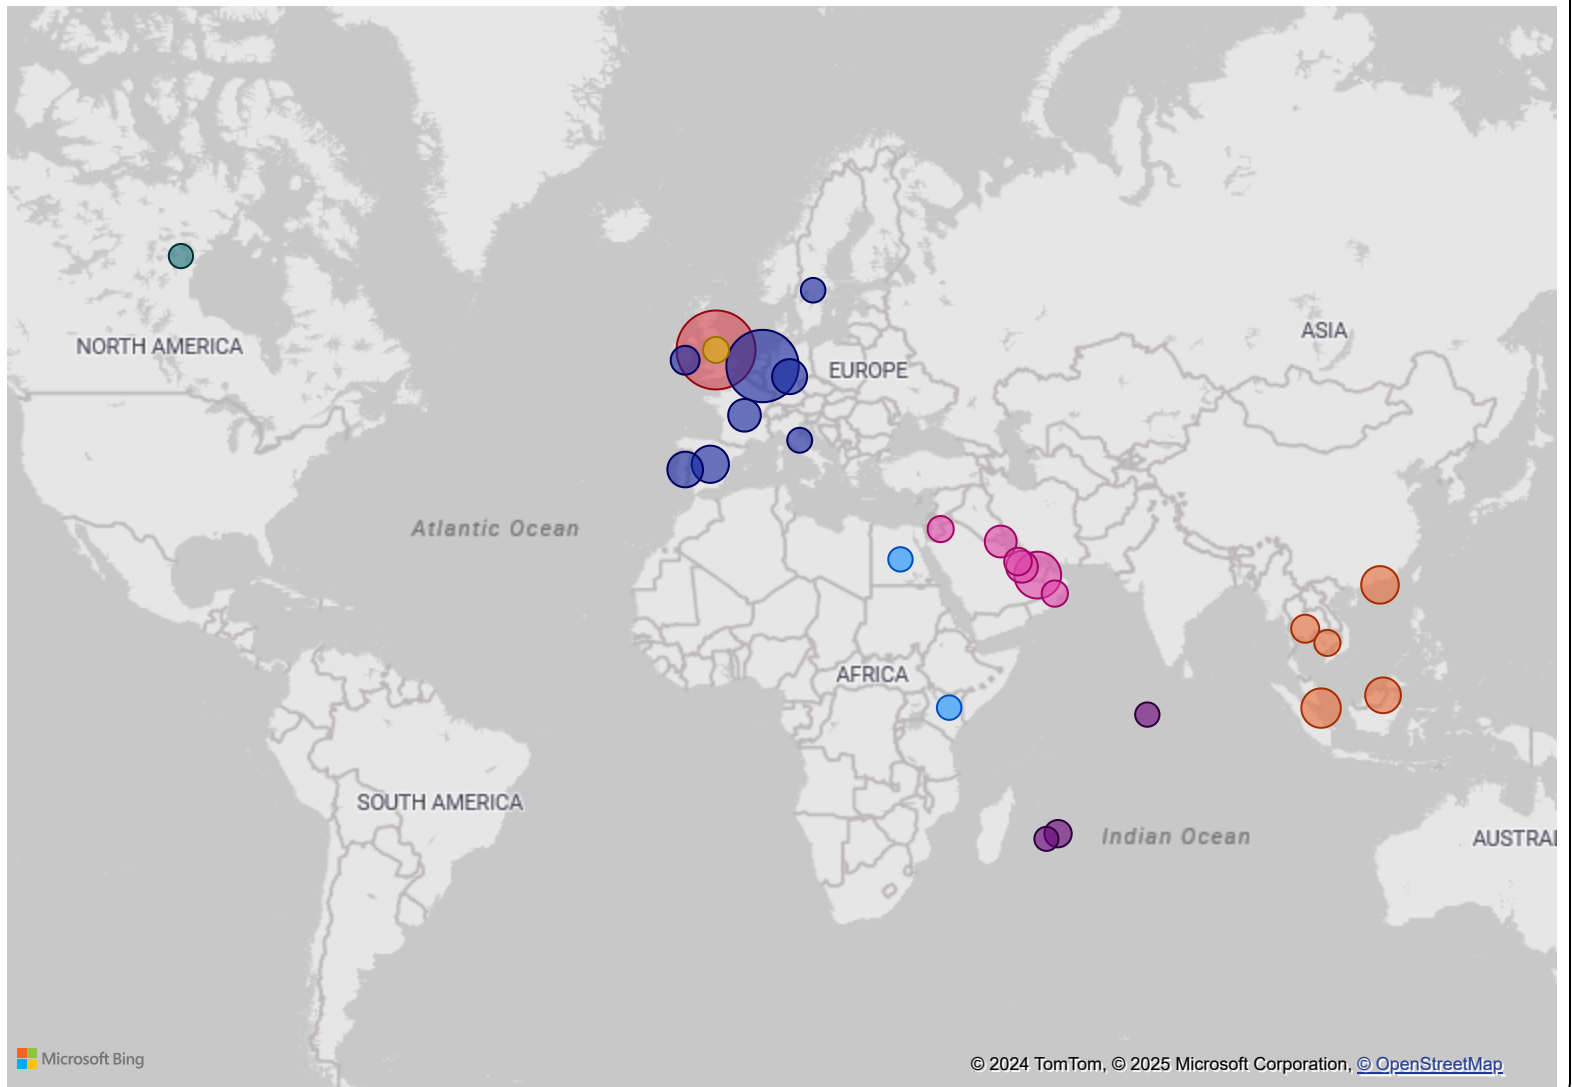 NORTH AMERICA
ASIA
EUROPE
Atlantic Ocean
AFRICA
SOUTH AMERICA
Indian Ocean
AUSTRAL
Microsoft Bing
© 2024 TomTom, © 2025 Microsoft Corporation, © OpenStreetMap